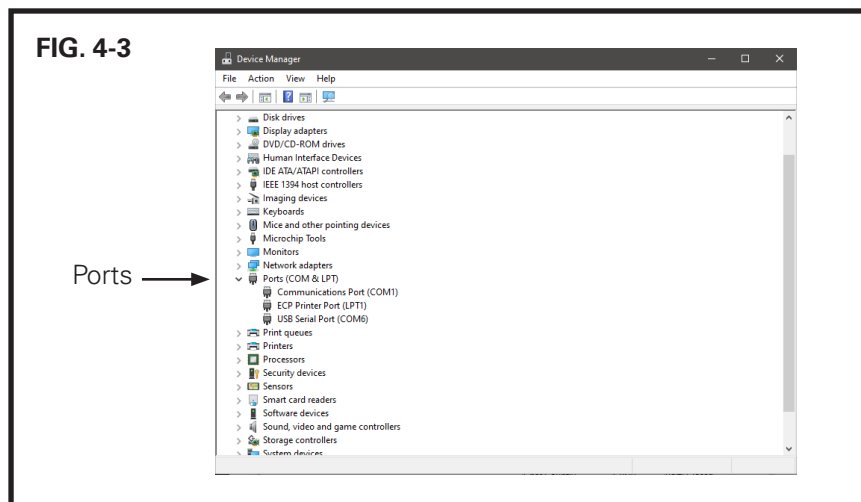 FIG. 4-3
Device Manager
File Action View Help
Disk drives
Display adapters
DVD/CD-ROM drives
Human Interface Devices
IDE ATA/ATAPI controllers
IEEE 1394 host controllers
Imaging devices
Keyboards
Mice and other pointing devices
Microchip Tools
Monitors
Network adapters
Ports
Ports (COM & LPT)
Communications Port (COM1)
ECP Printer Port (LPT1)
USB Serial Port (COM6)
Print queues
Printers
Processors
Security devices
Sensors
Smart card readers
Software devices
Sound, video and game controllers
Storage controllers
System devices